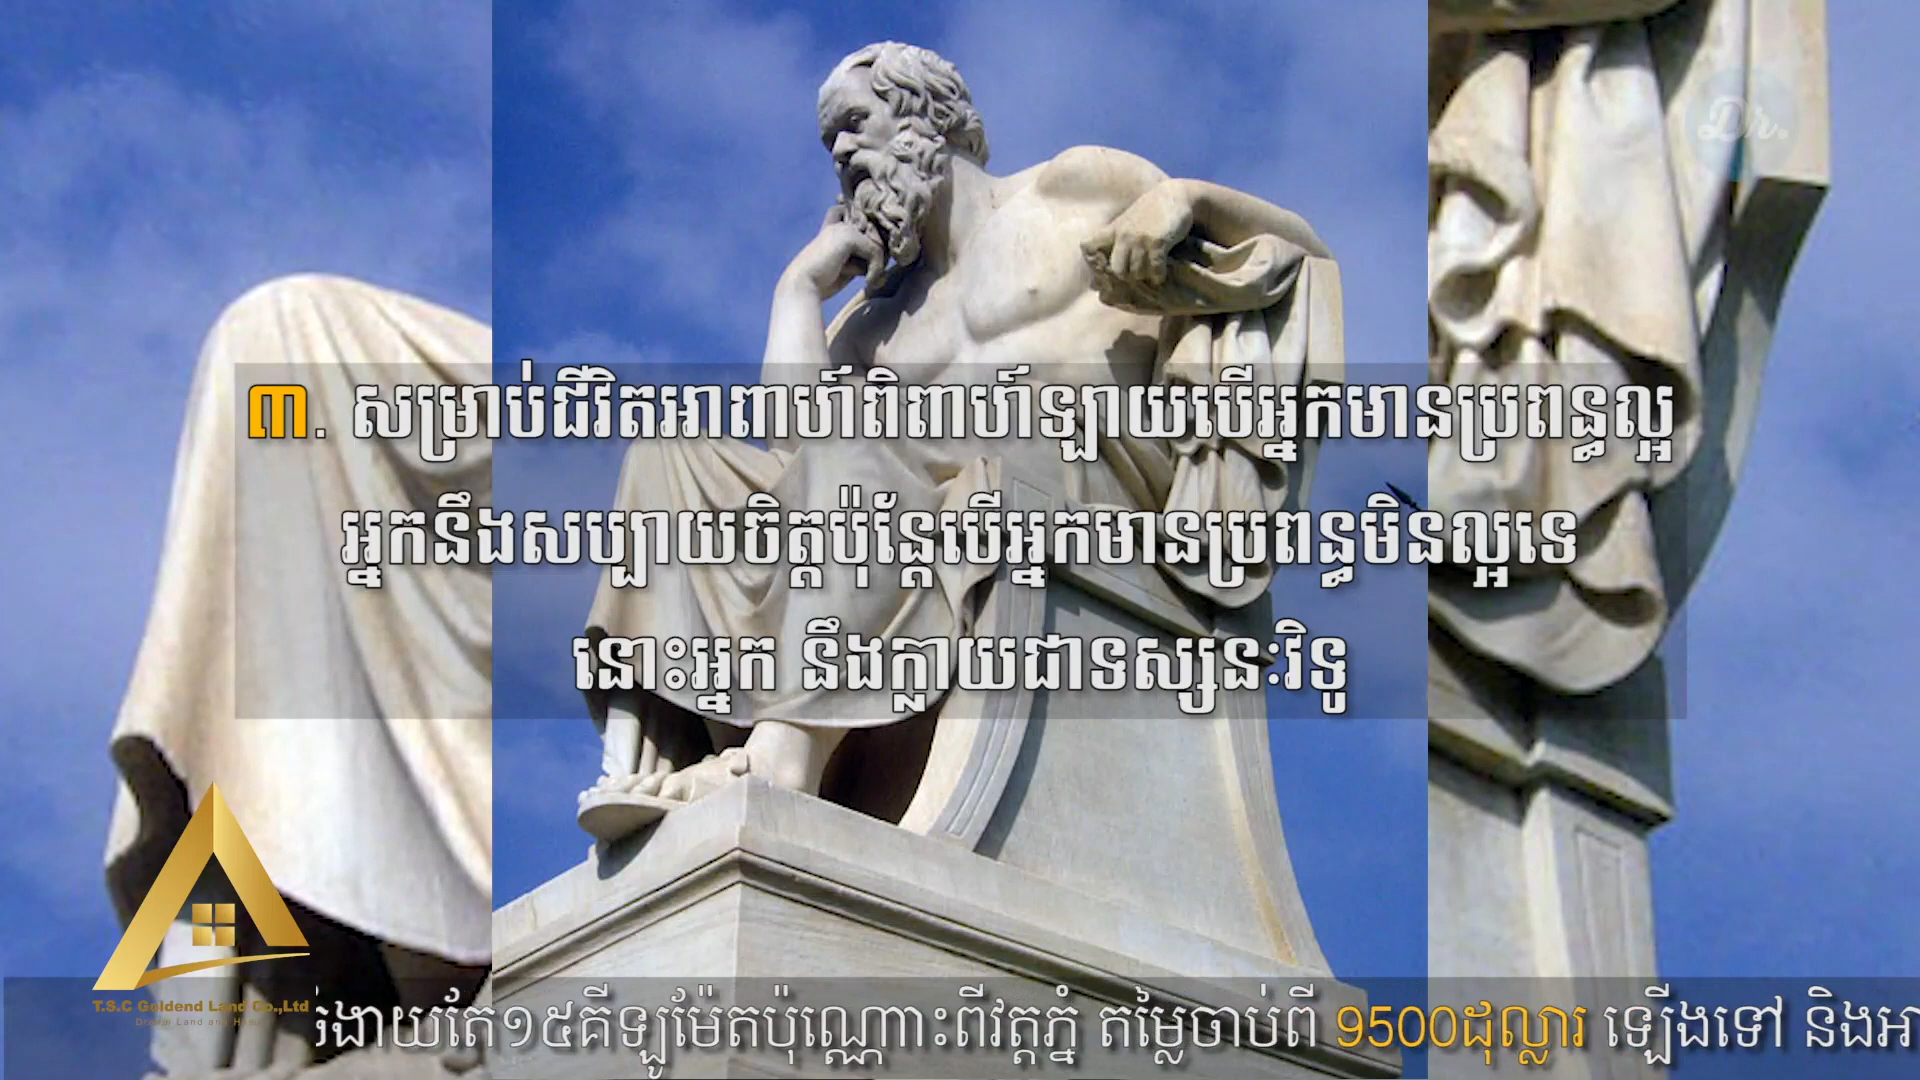 Dr.
៣. សម្រាប់ជីវិតអាពាហ៍ពិពាហ៍ឡាយបើអ្នកមានប្រពន្ធល្អ
អ្នកនឹងសប្បាយចិត្តប៉ុន្តែបើអ្នកមានប្រពន្ធមិនល្អទេ
នោះអ្នក នឹងក្លាយជាទស្សនៈវិទូ
T.S.C Goldend Land Co.,Ltd
ងាយតែ១៥គីឡូម៉ែតប៉ុណ្ណោាះពីវត្តភ្នំ តម្លៃចាប់ពី 9500ដុល្លារ ឡើងទៅ និងអា